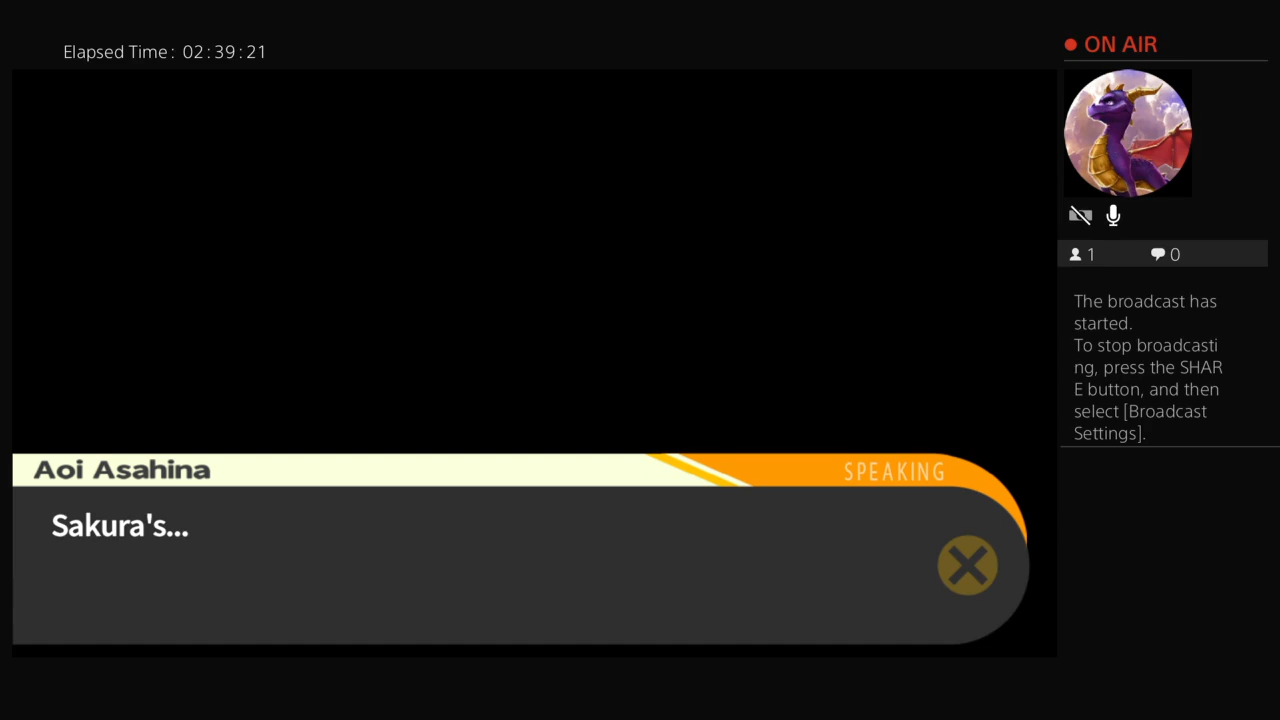 Elapsed Time: 02:39:21
ON AIR
1 0
The broadcast has
started.
To stop broadcasti
ng, press the SHAR
E button, and then
select [Broadcast
Settings].
Aoi Asahina
SPEAKING
Sakura's...